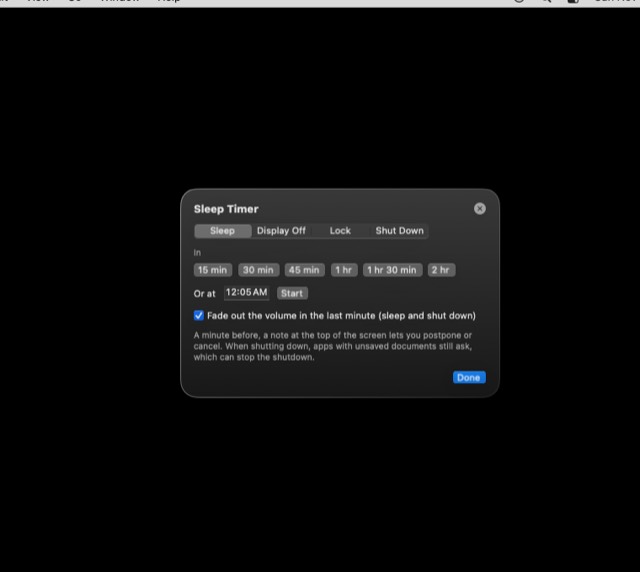 Sleep Timer
Sleep Display Off Lock Shut Down
In
15 min 30 min 45 min 1 hr 1 hr 30 min 2 hr
Or at 12:05 AM Start
Fade out the volume in the last minute (sleep and shut down)
A minute before, a note at the top of the screen lets you postpone or
cancel. When shutting down, apps with unsaved documents still ask,
which can stop the shutdown.
Done